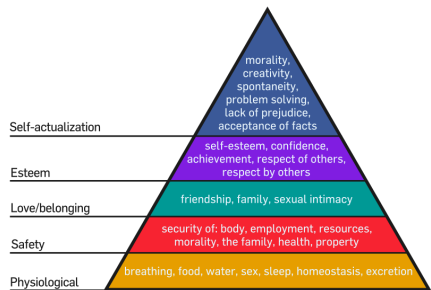 morality,
creativity,
spontaneity,
problem solving,
lack of prejudice,
acceptance of facts
Self-actualization
self-esteem, confidence,
achievement, respect of others,
respect by others
Esteem
friendship, family, sexual intimacy
Love/belonging
security of: body, employment, resources,
morality, the family, health, property
Safety
breathing, food, water, sex, sleep, homeostasis, excretion
Physiological